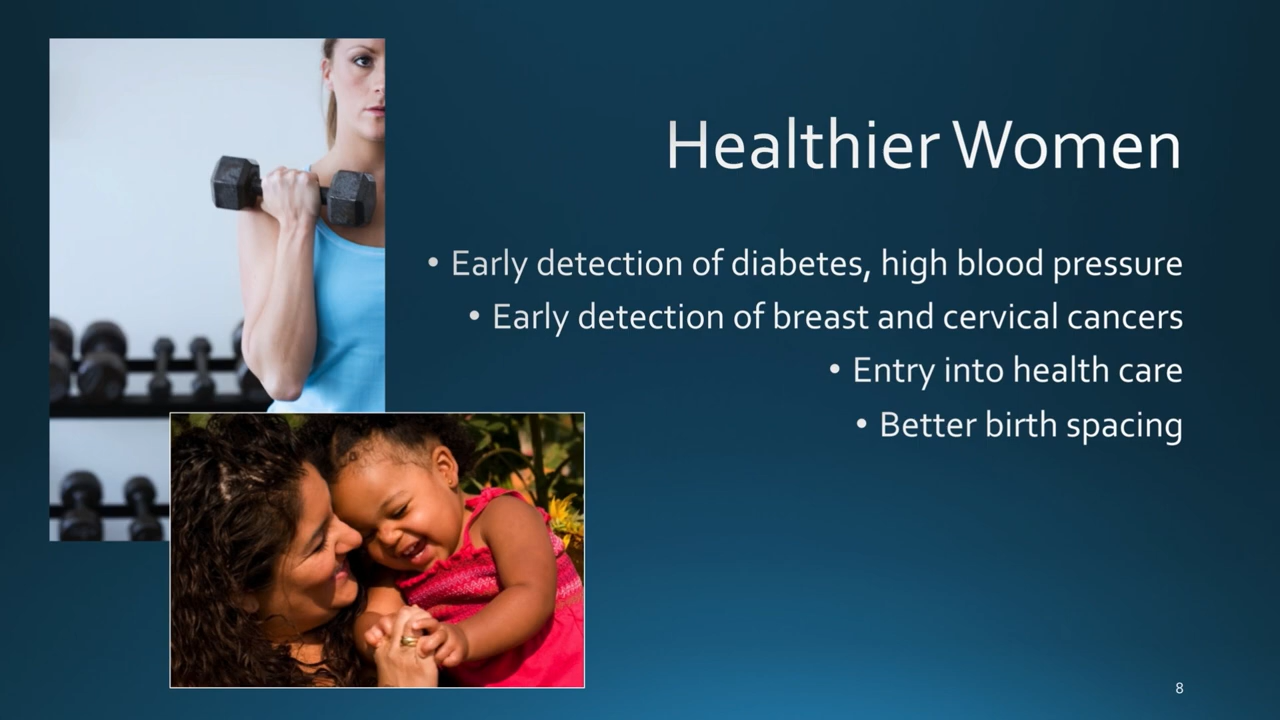 Healthier Women
• Early detection of diabetes, high blood pressure
• Early detection of breast and cervical cancers
• Entry into health care
• Better birth spacing
8